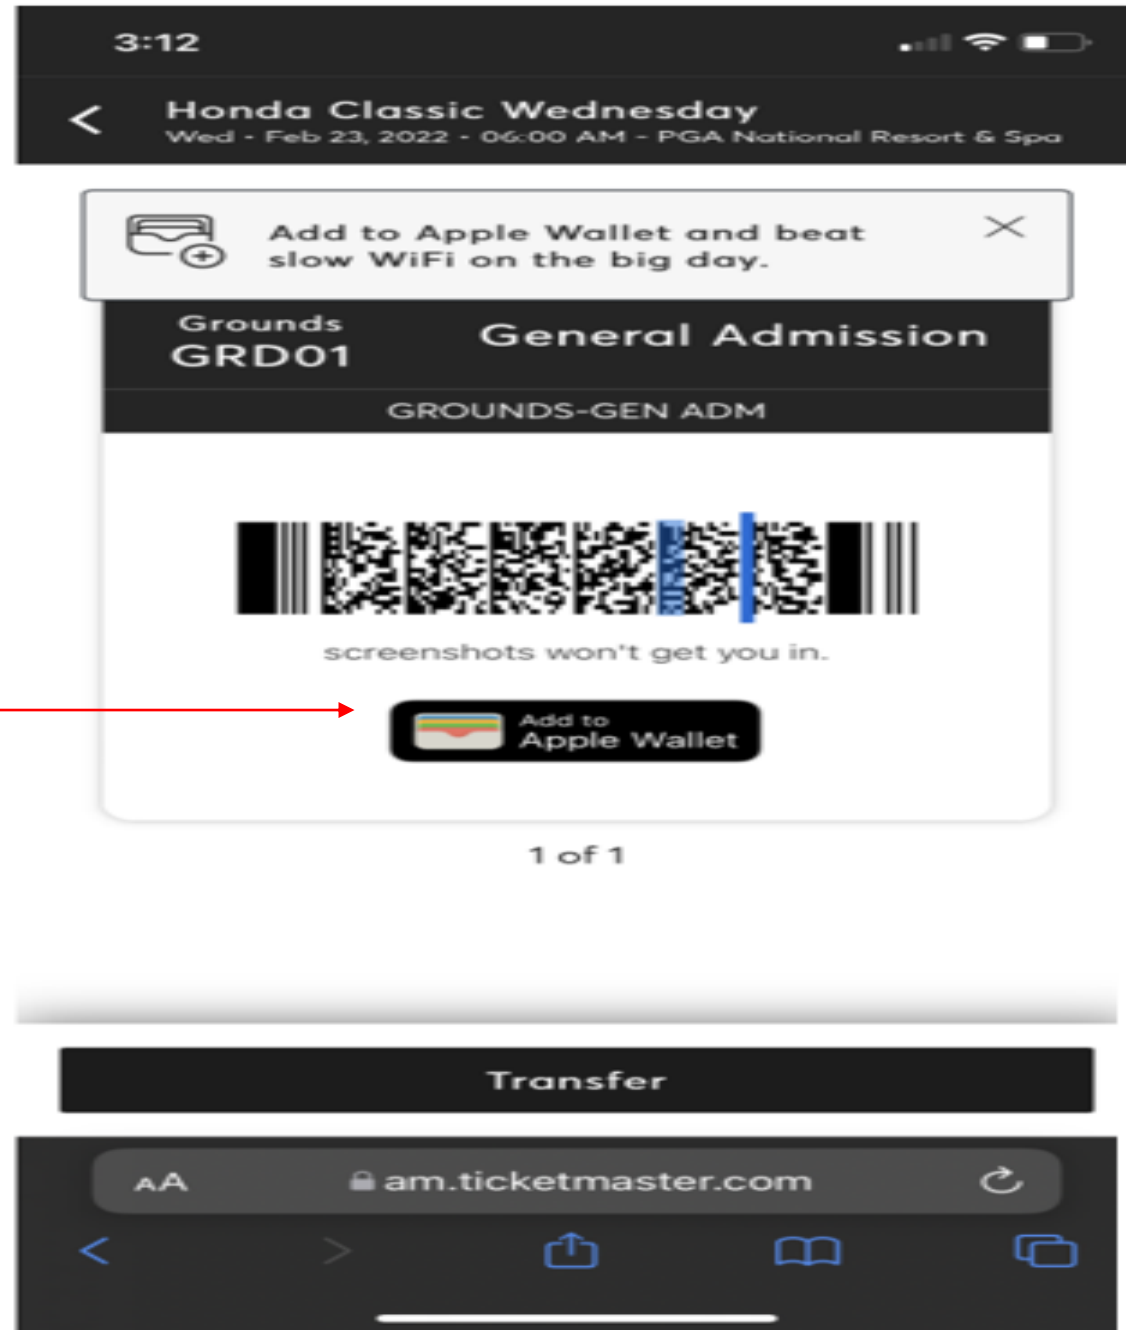 3:12
Honda Classic Wednesday
Wed - Feb 23, 2022 - 06:00 AM - PGA National Resort & Spa
Add to Apple Wallet and beat
slow WiFi on the big day.
Grounds
GRD01
General Admission
GROUNDS-GEN ADM
screenshots won't get you in.
Add to
Apple Wallet
1 of 1
Transfer
AA
am.ticketmaster.com